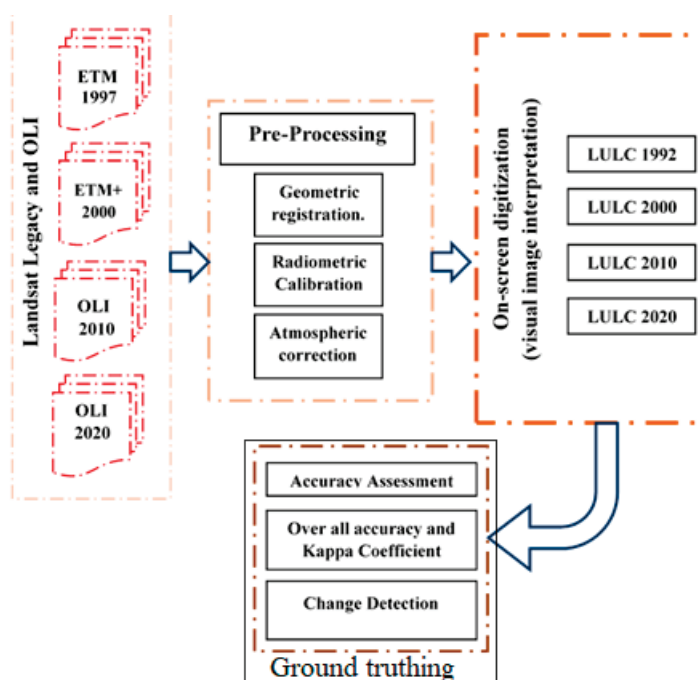 Landsat Legacy and OLI
ETM
1997
ETM+
2000
OLI
2010
OLI
2020
Pre-Processing
Geometric
registration.
Radiometric
Calibration
Atmospheric
correction
On-screen digitization
(visual image interpretation)
LULC 1992
LULC 2000
LULC 2010
LULC 2020
Accuracy Assessment
Over all accuracy and
Kappa Coefficient
Change Detection
Ground truthing